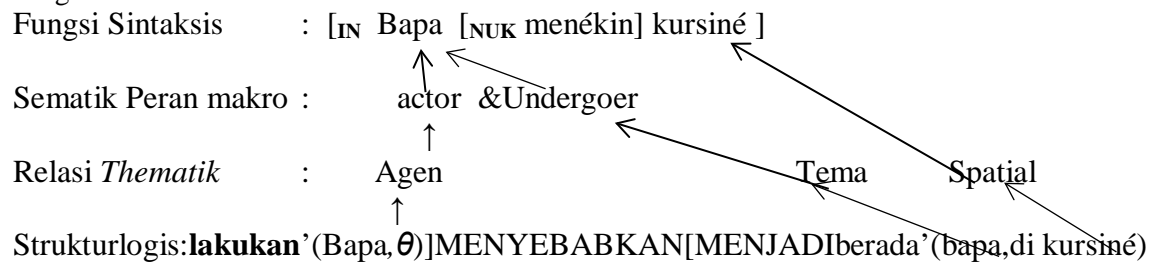 Fungsi Sintaksis : [IN Bapa [NUK menékin] kursiné ]
Sematik Peran makro : actor &Undergoer
↑
Relasi Thematik : Agen Tema Spatial
↑
Strukturlogis:lakukan’(Bapa,θ)]MENYEBABKAN[MENJADIberada’(bapa,di kursiné)